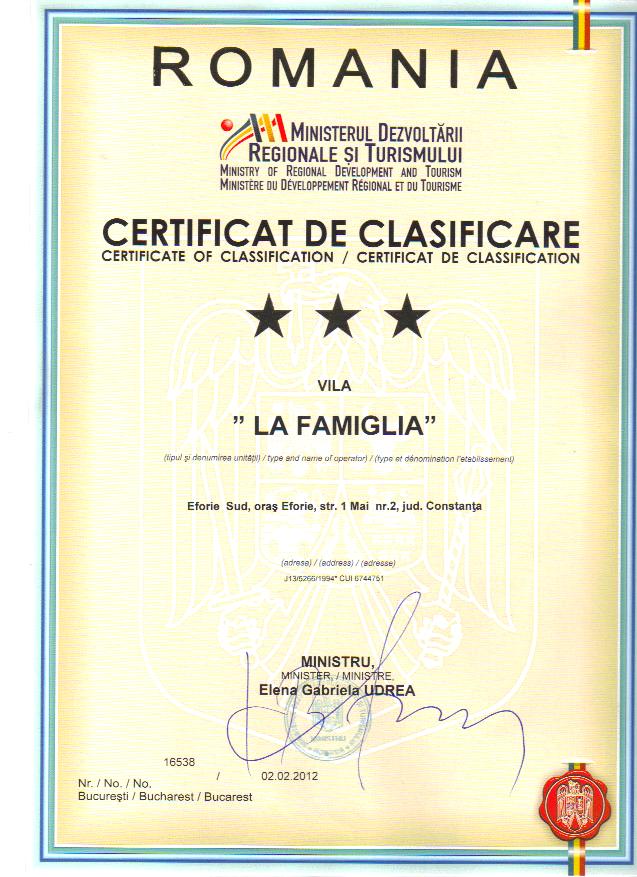 ROMANIA
MINISTERUL DEZVOLTĂRII
REGIONALE ȘI TURISMULUI
MINISTRY OF REGIONAL DEVELOPMENT AND TOURISM
MINISTÈRE DU DÉVELOPPEMENT RÉGIONAL ET DU TOURISME
CERTIFICAT DE CLASIFICARE
CERTIFICATE OF CLASSIFICATION / CERTIFICAT DE CLASSIFICATION
VILA
” LA FAMIGLIA”
(tipul şi denumirea unităţii) / type and name of operator) / (type et dénomination l'etablissement)
Eforie Sud, oraş Eforie, str. 1 Mai nr.2, jud. Constanţa
(adresa) / (address) / (adresse)
J13/5266/1994* CUI 6744751
MINISTRU,
MINISTER, / MINISTRE,
Elena Gabriela UDREA
MINISTRU
16538
/ 02.02.2012
Nr. / No. / No.
Bucureşti / Bucharest / Bucarest